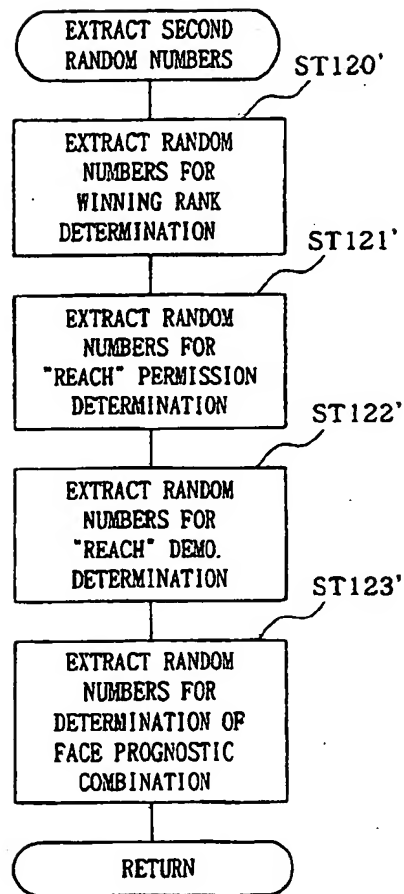 EXTRACT SECOND
RANDOM NUMBERS
ST120'
EXTRACT RANDOM
NUMBERS FOR
WINNING RANK
DETERMINATION
ST121'
EXTRACT RANDOM
NUMBERS FOR
"REACH" PERMISSION
DETERMINATION
ST122'
EXTRACT RANDOM
NUMBERS FOR
"REACH" DEMO.
DETERMINATION
ST123'
EXTRACT RANDOM
NUMBERS FOR
DETERMINATION OF
FACE PROGNOSTIC
COMBINATION
RETURN